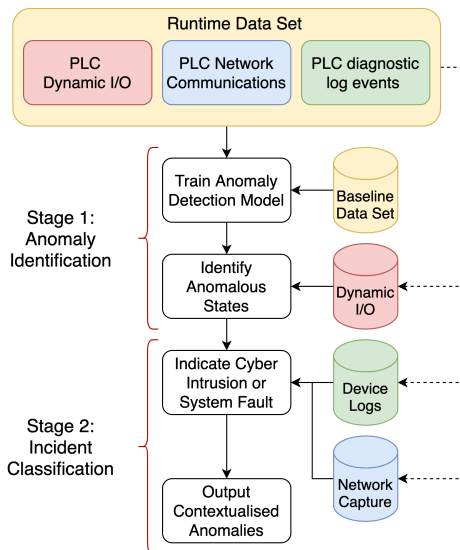 Runtime Data Set
PLC
Dynamic I/O
PLC Network
Communications
PLC diagnostic
log events
Stage 1:
Anomaly
Identification
Train Anomaly
Detection Model
Baseline
Data Set
Identify
Anomalous
States
Dynamic
I/O
Stage 2:
Incident
Classification
Indicate Cyber
Intrusion or
System Fault
Device
Logs
Network
Capture
Output
Contextualised
Anomalies